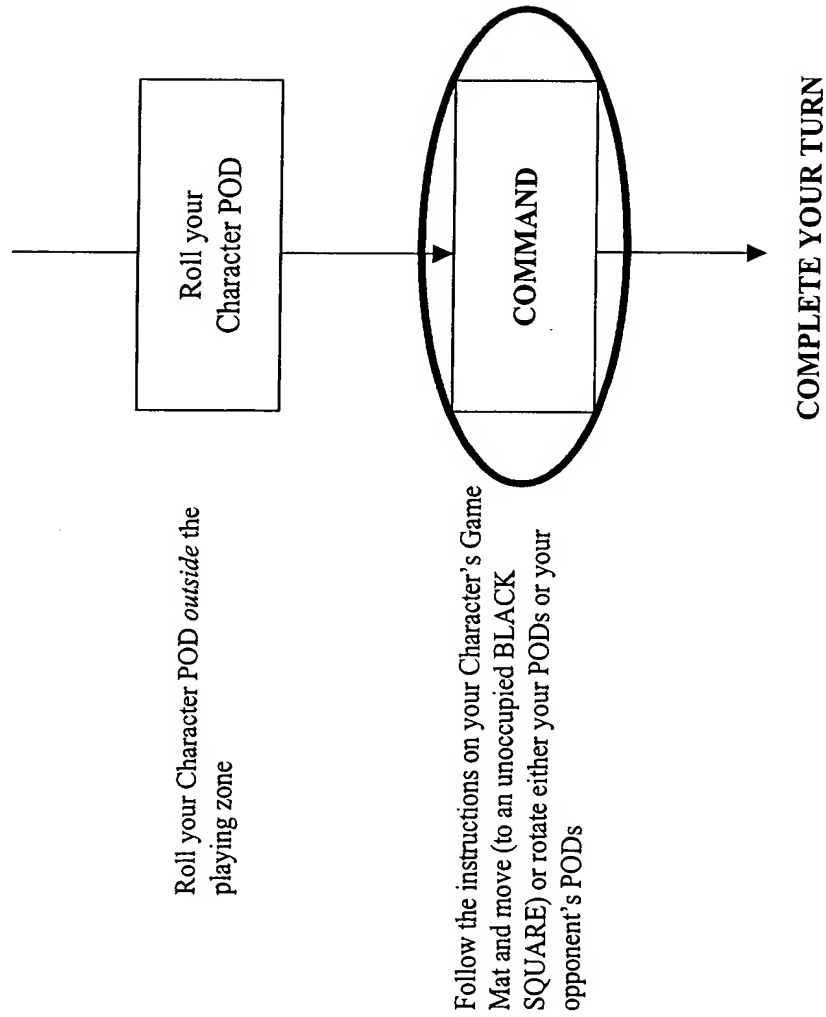 Roll your Character POD outside the
playing zone
Roll your
Character POD
Follow the instructions on your Character's Game
Mat and move (to an unoccupied BLACK
SQUARE) or rotate either your PODs or your
opponent's PODs
COMMAND
COMPLETE YOUR TURN